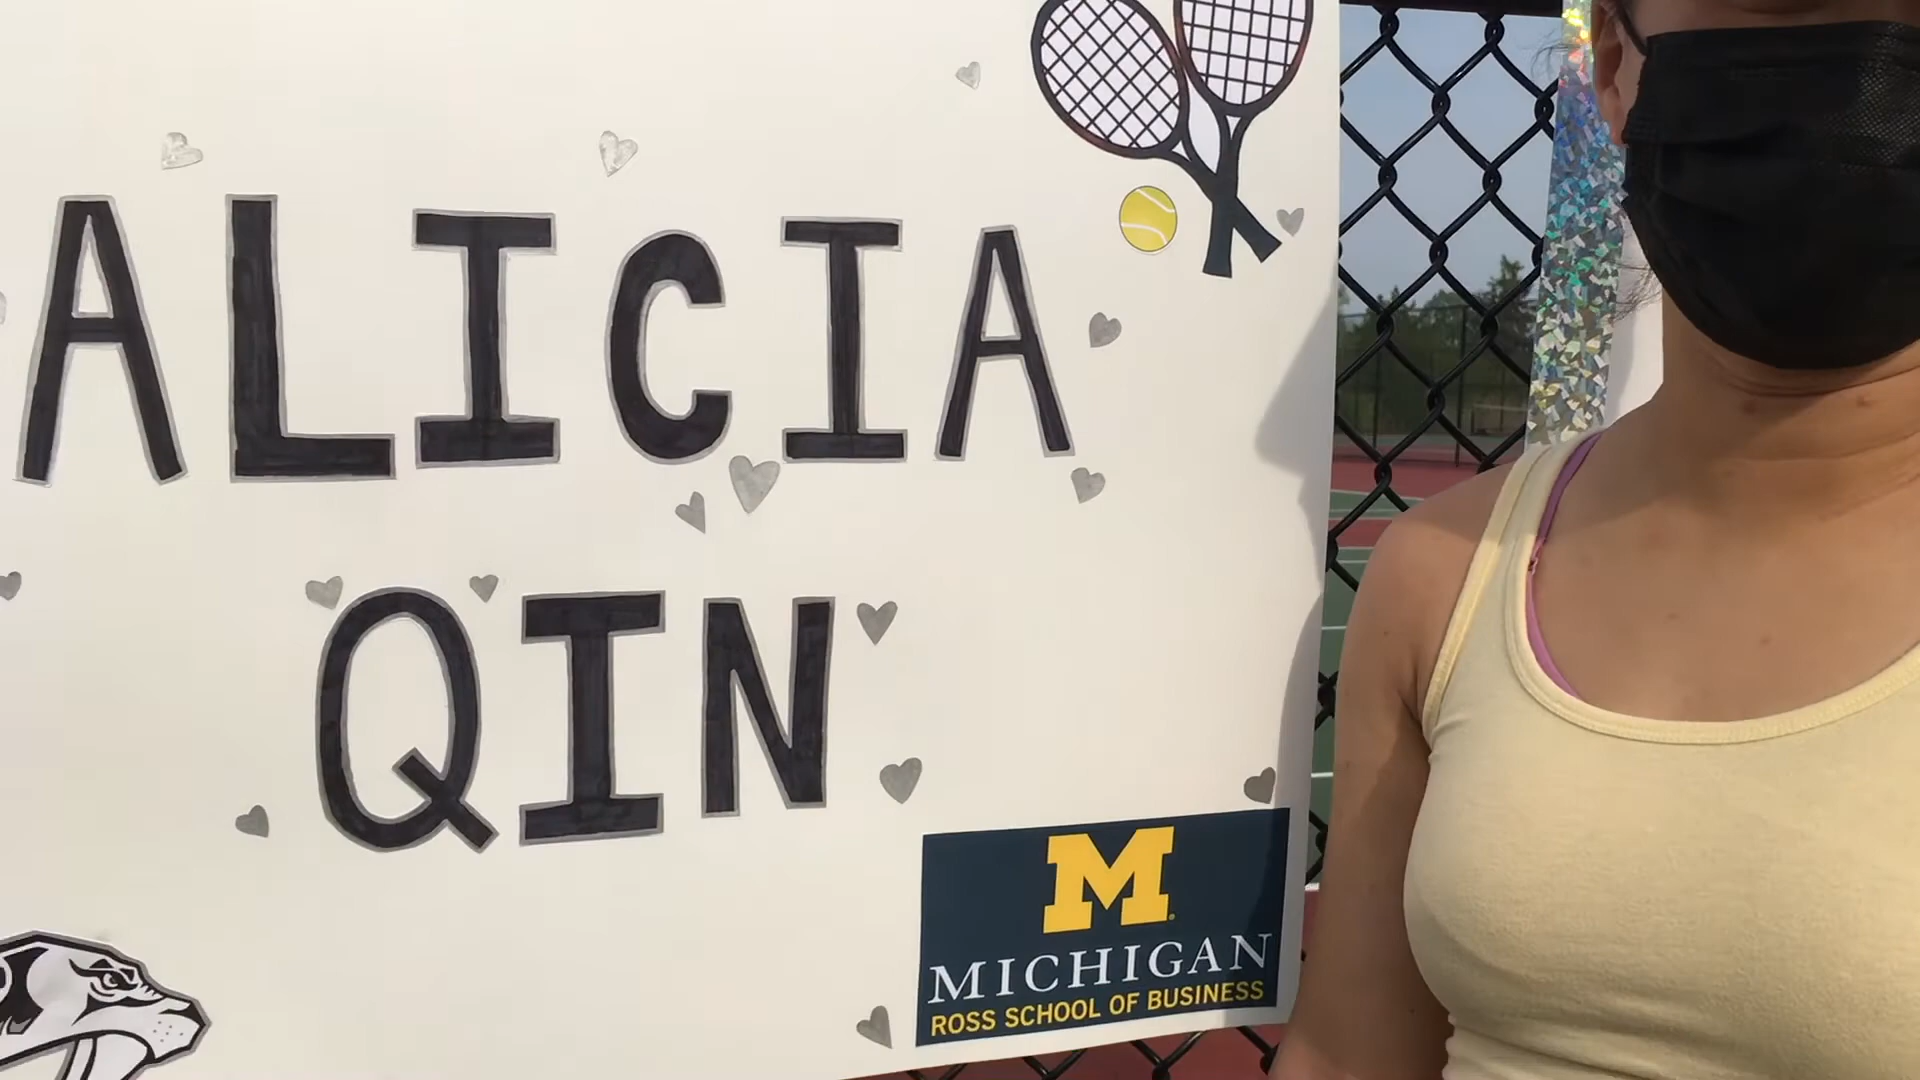 ALICIA
QIN
M
MICHIGAN
ROSS SCHOOL OF BUSINESS